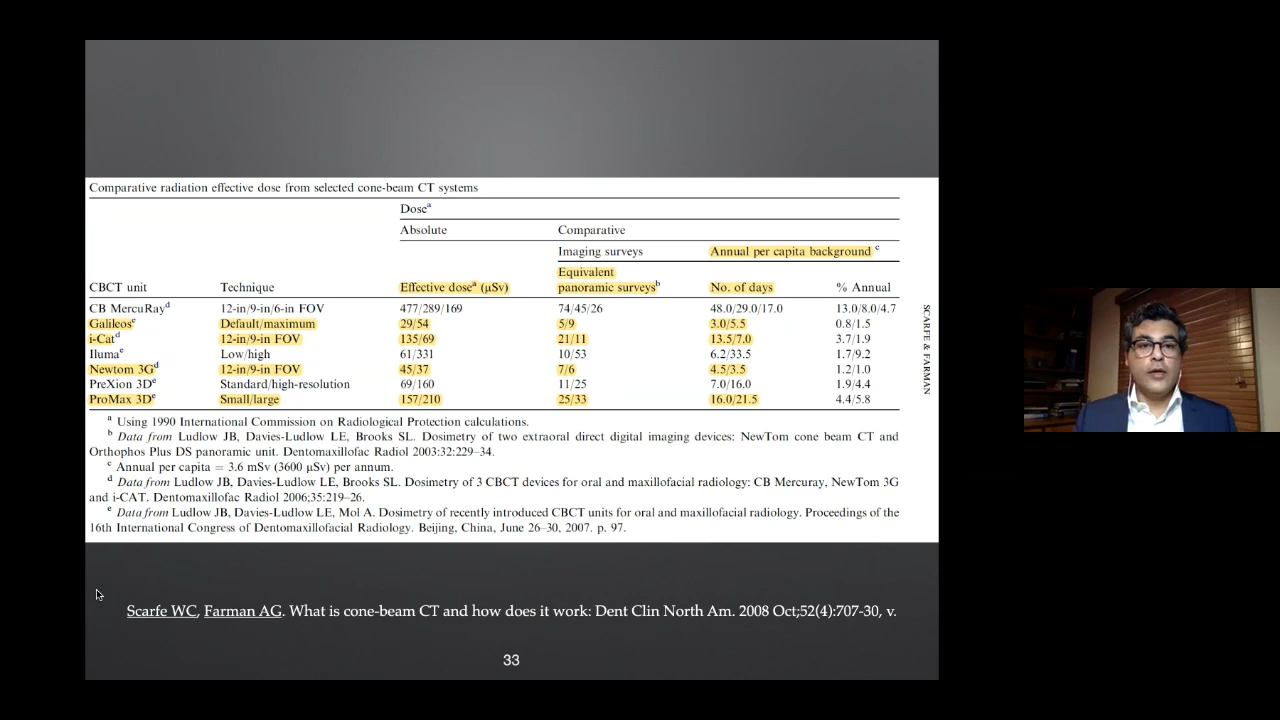 Comparative radiation effective dose from selected cone-beam CT systems
Dosea
Absolute Comparative
Imaging surveys Annual per capita background c
Equivalent
CBCT unit Technique Effective dosea (μSv) panoramic surveysb No. of days % Annual
CB MercuRayd 12-in/9-in/6-in FOV 477/289/169 74/45/26 48.0/29.0/17.0 13.0/8.0/4.7
Galileose Default/maximum 29/54 5/9 3.0/5.5 0.8/1.5
i-Catd 12-in/9-in FOV 135/69 21/11 13.5/7.0 3.7/1.9
Ilumae Low/high 61/331 10/53 6.2/33.5 1.7/9.2
Newtom 3Gd 12-in/9-in FOV 45/37 7/6 4.5/3.5 1.2/1.0
PreXion 3De Standard/high-resolution 69/160 11/25 7.0/16.0 1.9/4.4
ProMax 3De Small/large 157/210 25/33 16.0/21.5 4.4/5.8
a Using 1990 International Commission on Radiological Protection calculations.
b Data from Ludlow JB, Davies-Ludlow LE, Brooks SL. Dosimetry of two extraoral direct digital imaging devices: NewTom cone beam CT and
Orthophos Plus DS panoramic unit. Dentomaxillofac Radiol 2003;32:229–34.
c Annual per capita = 3.6 mSv (3600 μSv) per annum.
d Data from Ludlow JB, Davies-Ludlow LE, Brooks SL. Dosimetry of 3 CBCT devices for oral and maxillofacial radiology: CB Mercuray, NewTom 3G
and i-CAT. Dentomaxillofac Radiol 2006;35:219–26.
e Data from Ludlow JB, Davies-Ludlow LE, Mol A. Dosimetry of recently introduced CBCT units for oral and maxillofacial radiology. Proceedings of the
16th International Congress of Dentomaxillofacial Radiology. Beijing, China, June 26–30, 2007. p. 97.
SCARFE & FARMAN
Scarfe WC, Farman AG. What is cone-beam CT and how does it work: Dent Clin North Am. 2008 Oct;52(4):707-30, v.
33